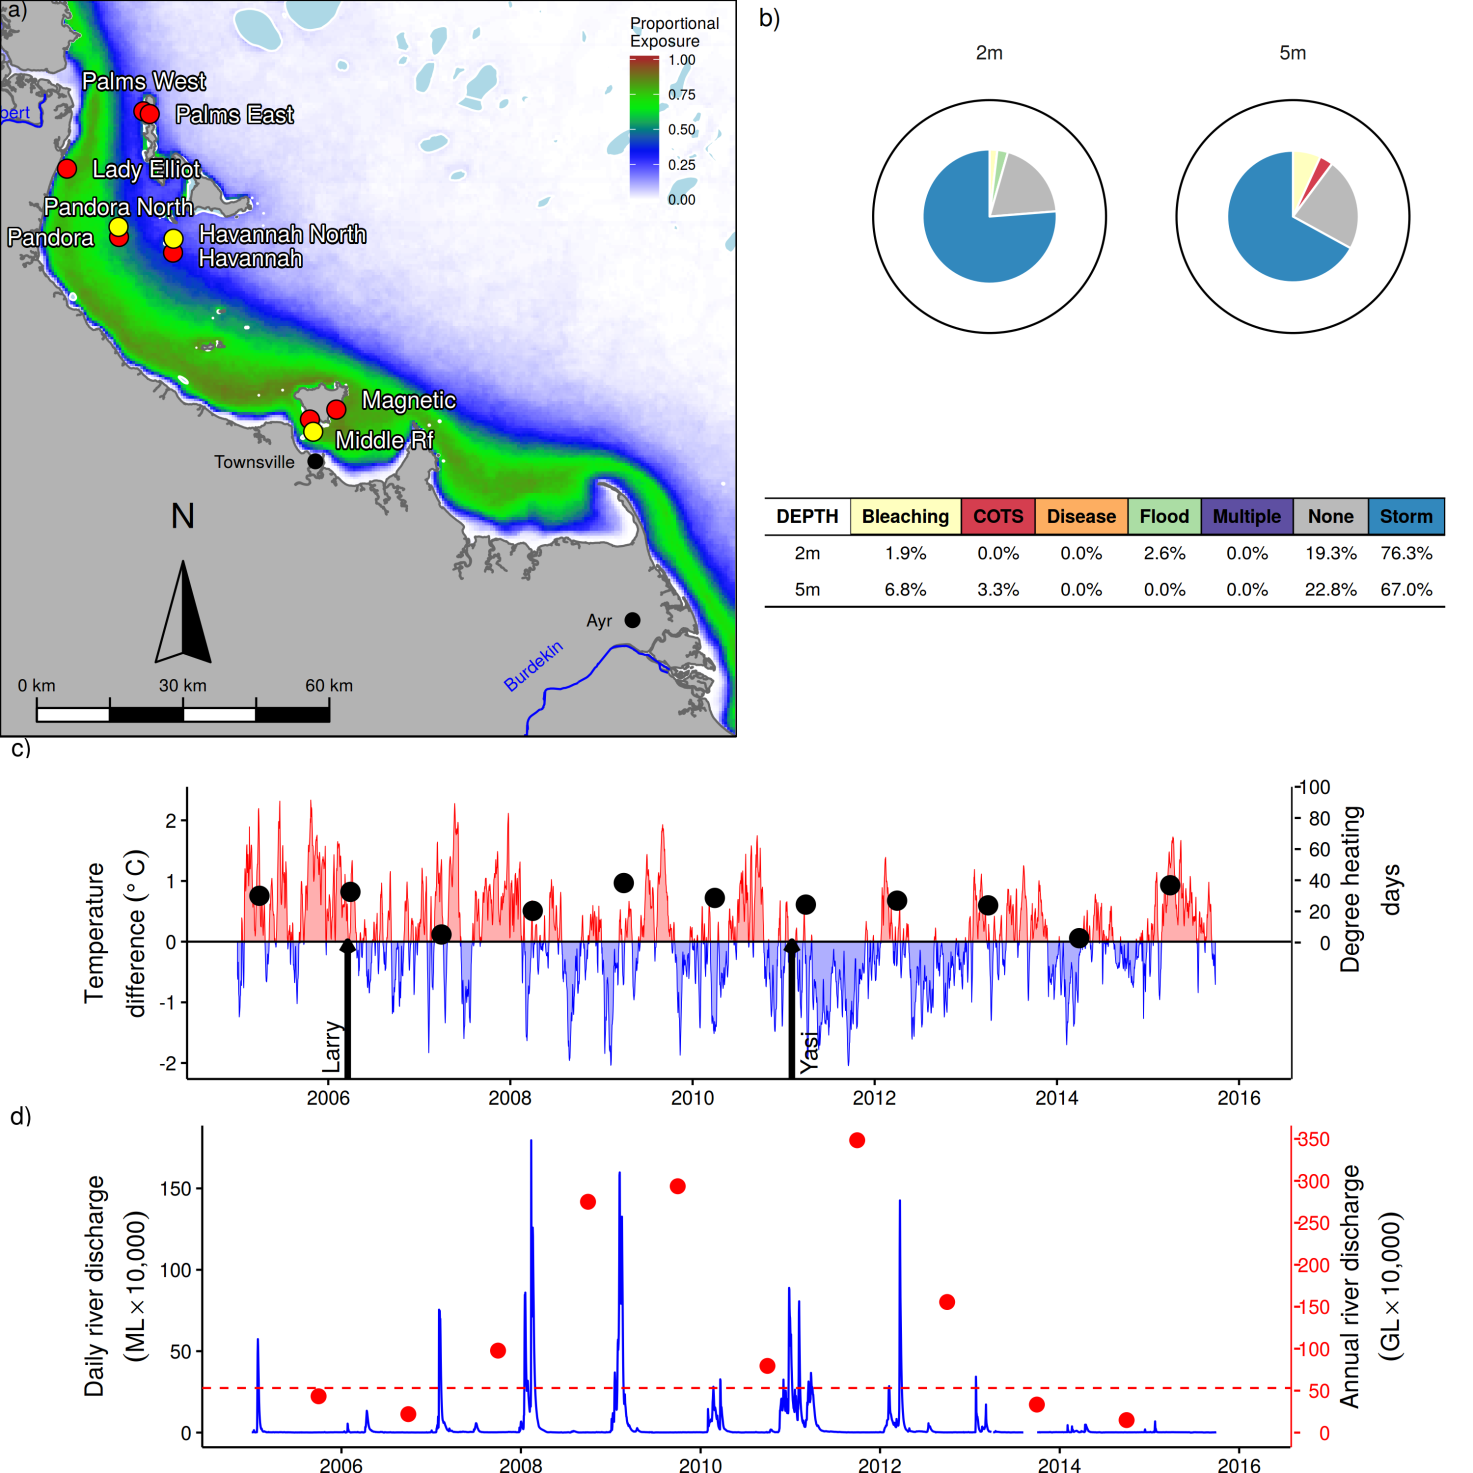 a)
Proportional
Exposure
1.00
0.75
0.50
0.25
0.00
Palms West
Palms East
bert
Lady Elliot
Pandora North
Pandora
Havannah North
Havannah
Magnetic
Middle Rf
Townsville
N
Ayr
Burdekin
0 km 30 km 60 km
b)
2m 5m
DEPTH Bleaching COTS Disease Flood Multiple None Storm
2m 1.9% 0.0% 0.0% 2.6% 0.0% 19.3% 76.3%
5m 6.8% 3.3% 0.0% 0.0% 0.0% 22.8% 67.0%
c)
Temperature
difference (° C)
2
1
0
-1
-2
Larry
Yasi
100
80
60
40
20
0
Degree heating
days
2006 2008 2010 2012 2014 2016
d)
Daily river discharge
(ML × 10,000)
150
100
50
0
350
300
250
200
150
100
50
0
Annual river discharge
(GL × 10,000)
2006 2008 2010 2012 2014 2016